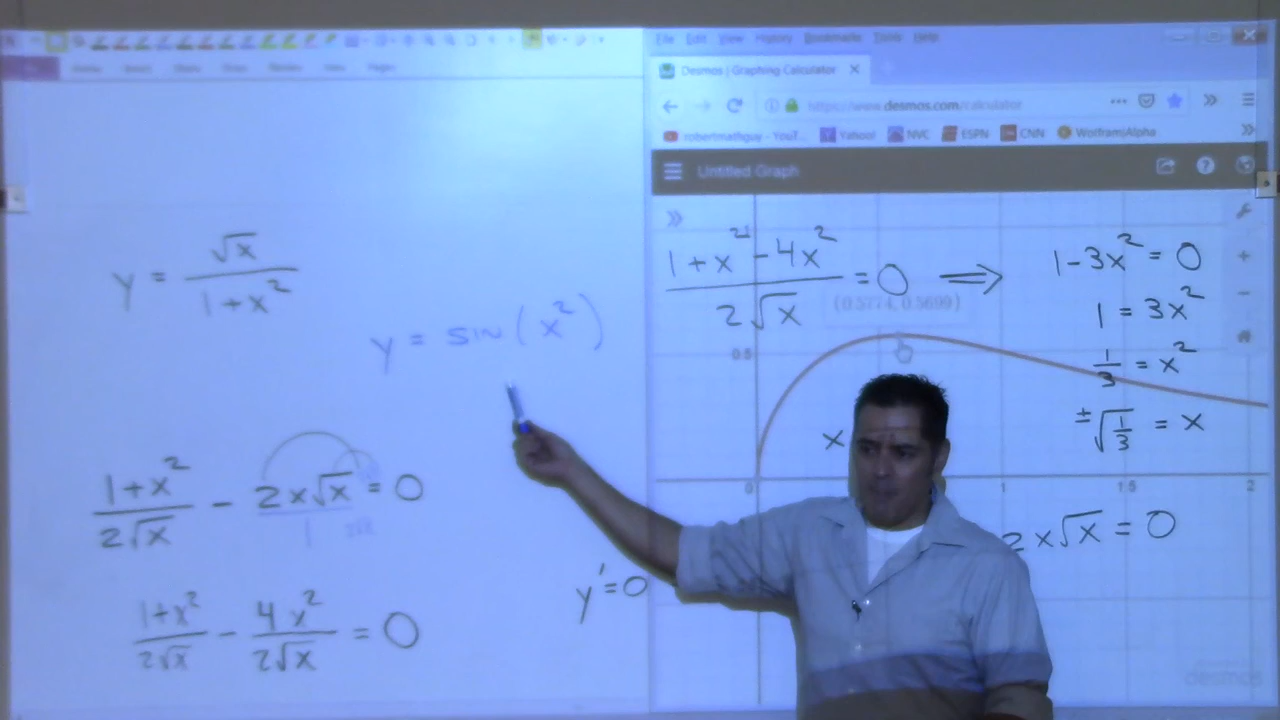 File Edit View History Bookmarks Tools Help
Desmos | Graphing Calculator
https://www.desmos.com/calculator
robertmathguy - YouT... Yahoo! NVC ESPN CNN Wolfram|Alpha
Untitled Graph
y = √x / (1 + x²)
y = sin(x²)
(1+x²)/(2√x) - 2x√x = 0
1
(1+x²)/(2√x) - 4x²/(2√x) = 0
y' = 0
(1 + x² - 4x²)/(2√x) = 0 ⟹ 1 - 3x² = 0
1 = 3x²
1/3 = x²
±√(1/3) = x
(0.5774, 0.5699)
0.5
x
0 1 1.5 2
2x√x = 0
desmos